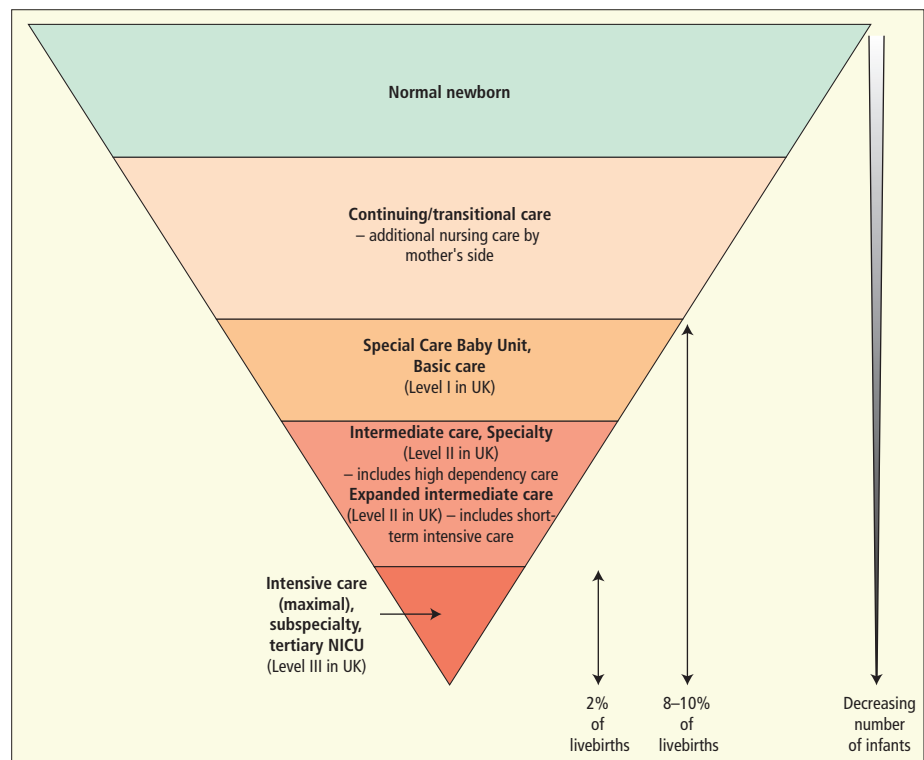 Normal newborn
Continuing/transitional care
– additional nursing care by
mother's side
Special Care Baby Unit,
Basic care
(Level I in UK)
Intermediate care, Specialty
(Level II in UK)
– includes high dependency care
Expanded intermediate care
(Level II in UK) – includes short-
term intensive care
Intensive care
(maximal),
subspecialty,
tertiary NICU
(Level III in UK)
2%
of
livebirths
8–10%
of
livebirths
Decreasing
number
of infants